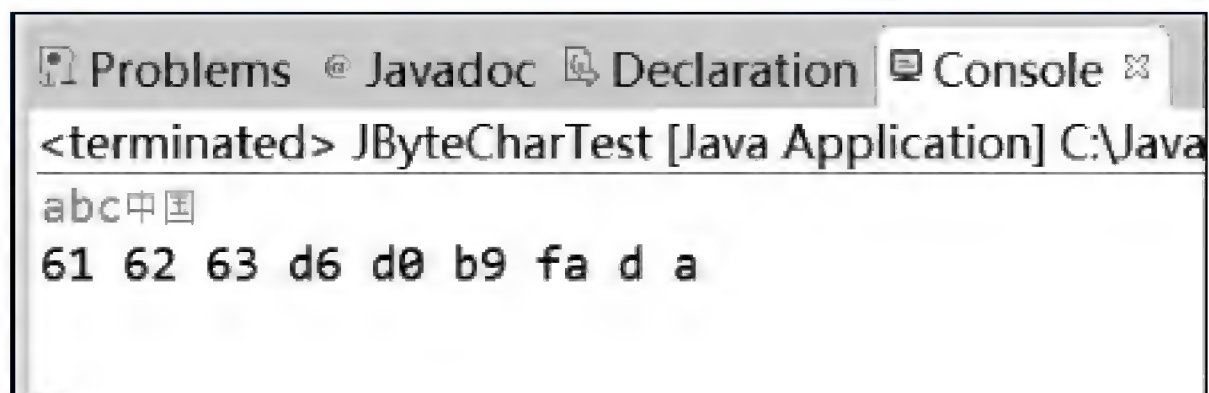 Problems @ Javadoc Declaration Console
<terminated> JByteCharTest [Java Application] C:\Java
abc中国
61 62 63 d6 d0 b9 fa d a